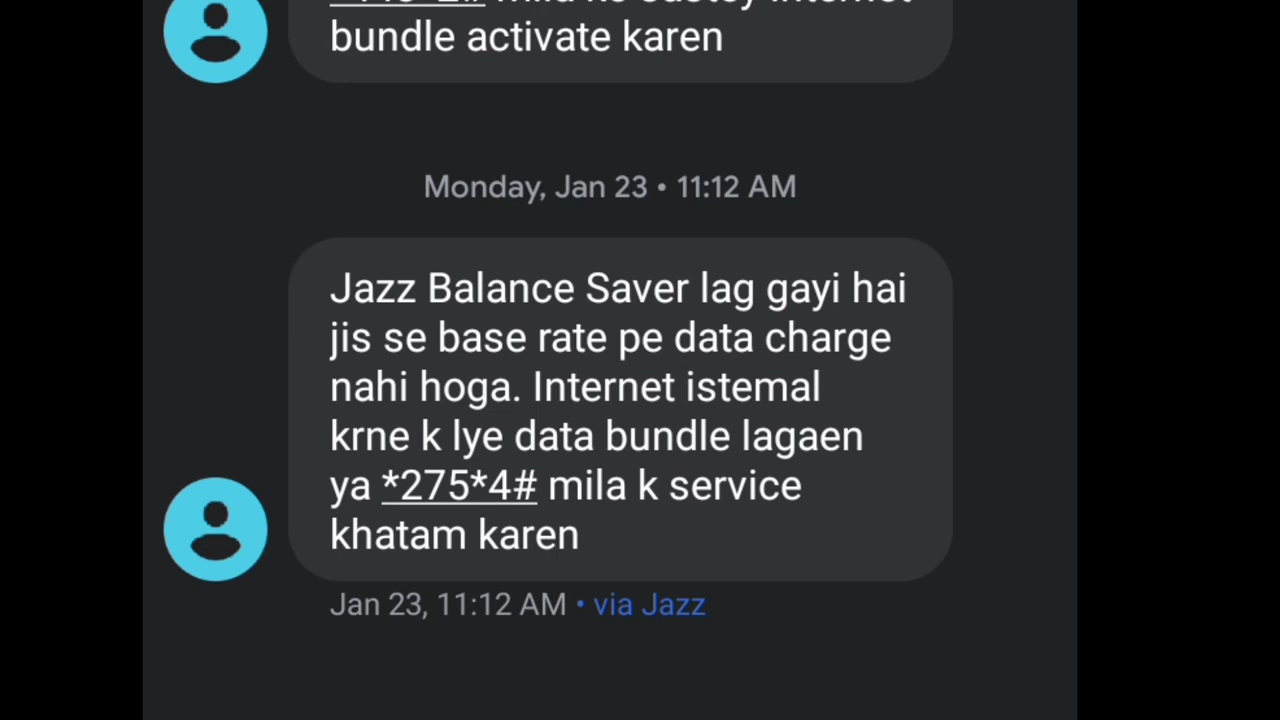 bundle activate karen
Monday, Jan 23 • 11:12 AM
Jazz Balance Saver lag gayi hai
jis se base rate pe data charge
nahi hoga. Internet istemal
krne k lye data bundle lagaen
ya *275*4# mila k service
khatam karen
Jan 23, 11:12 AM • via Jazz